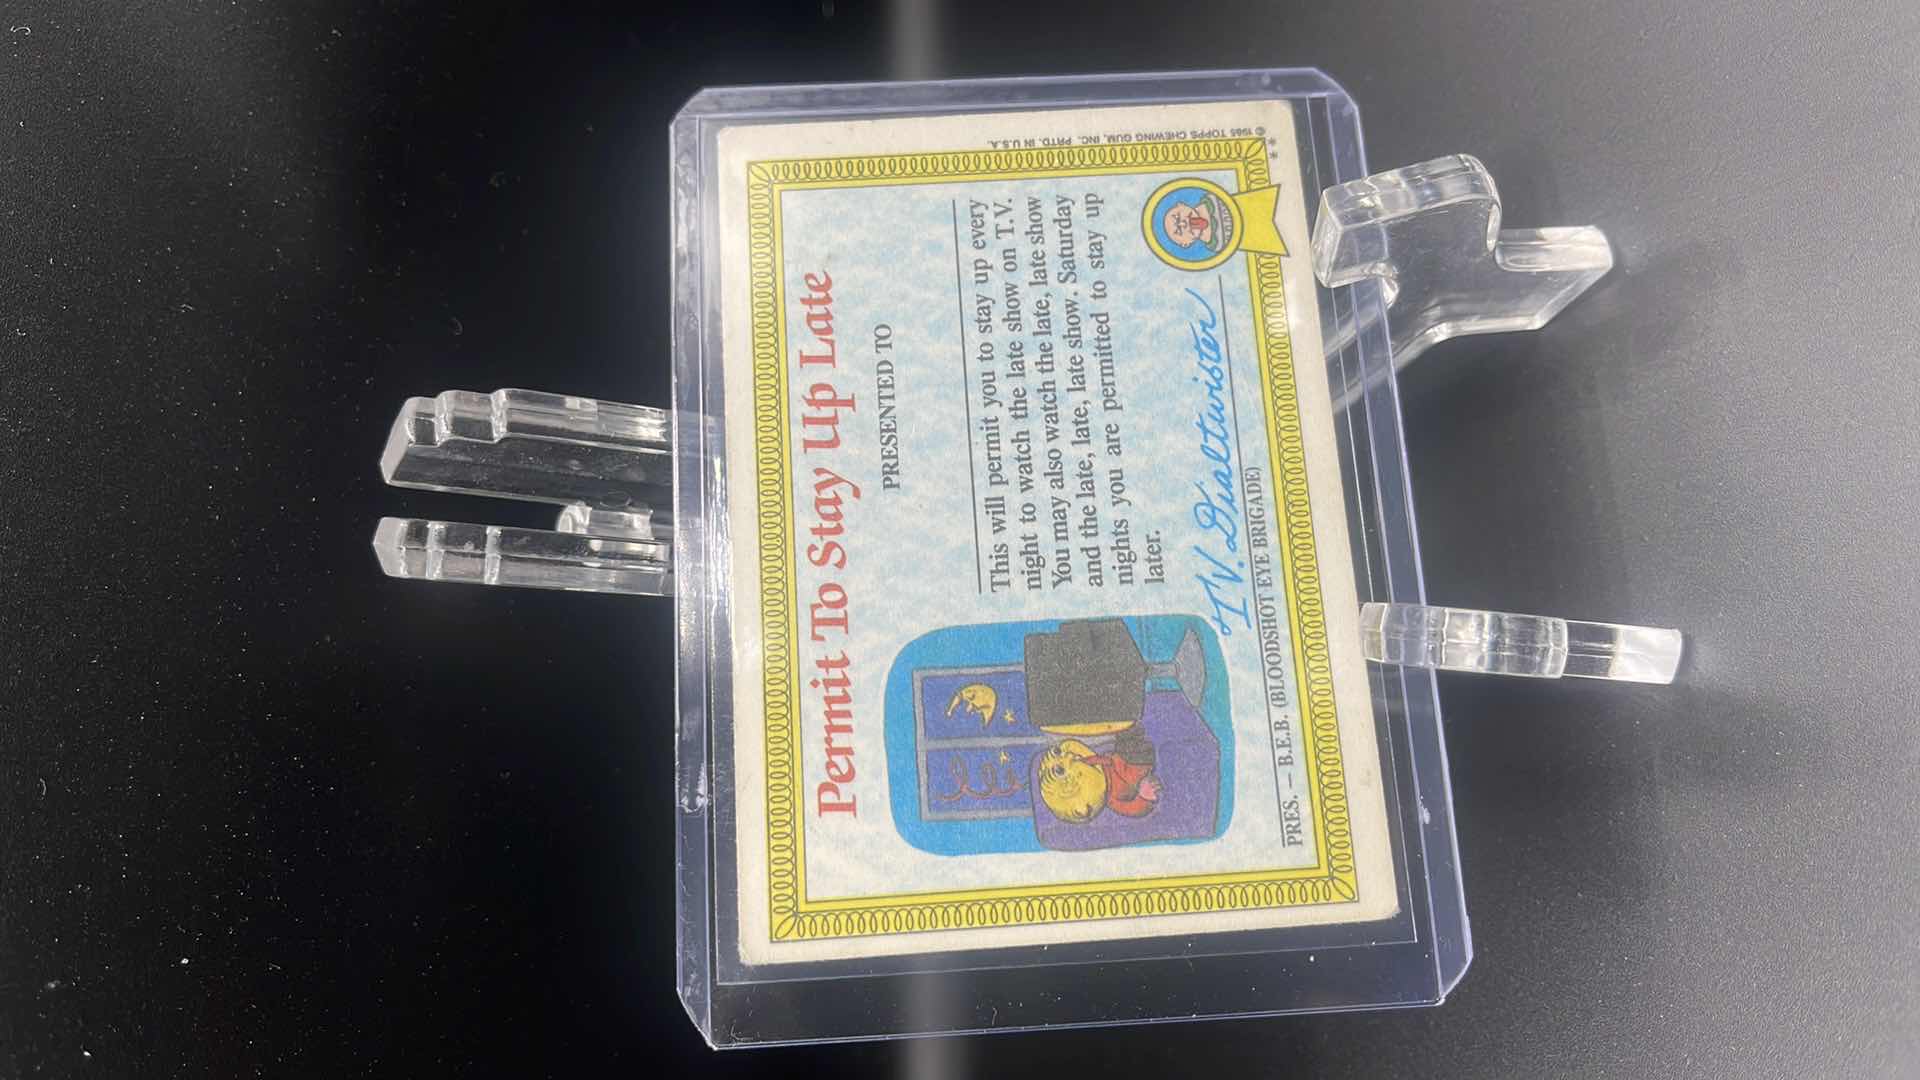 Permit To Stay Up Late
PRESENTED TO
This will permit you to stay up every
night to watch the late show on T.V.
You may also watch the late, late show
and the late, late, late show. Saturday
nights you are permitted to stay up
later.
T.V. Dialtwister
PRES. – B.E.B. (BLOODSHOT EYE BRIGADE)
** © 1985 TOPPS CHEWING GUM, INC. PRTD. IN U.S.A.